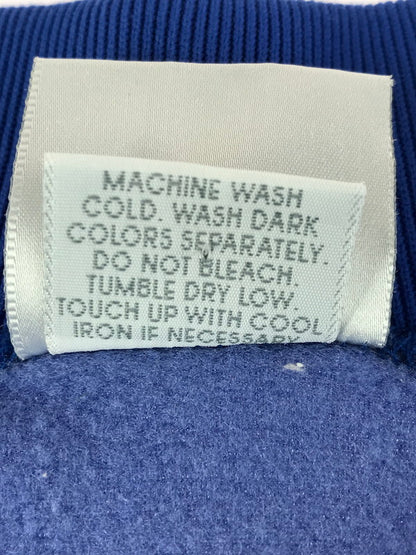 MACHINE WASH
COLD. WASH DARK
COLORS SEPARATELY.
DO NOT BLEACH.
TUMBLE DRY LOW.
TOUCH UP WITH COOL
IRON IF NECESSARY.